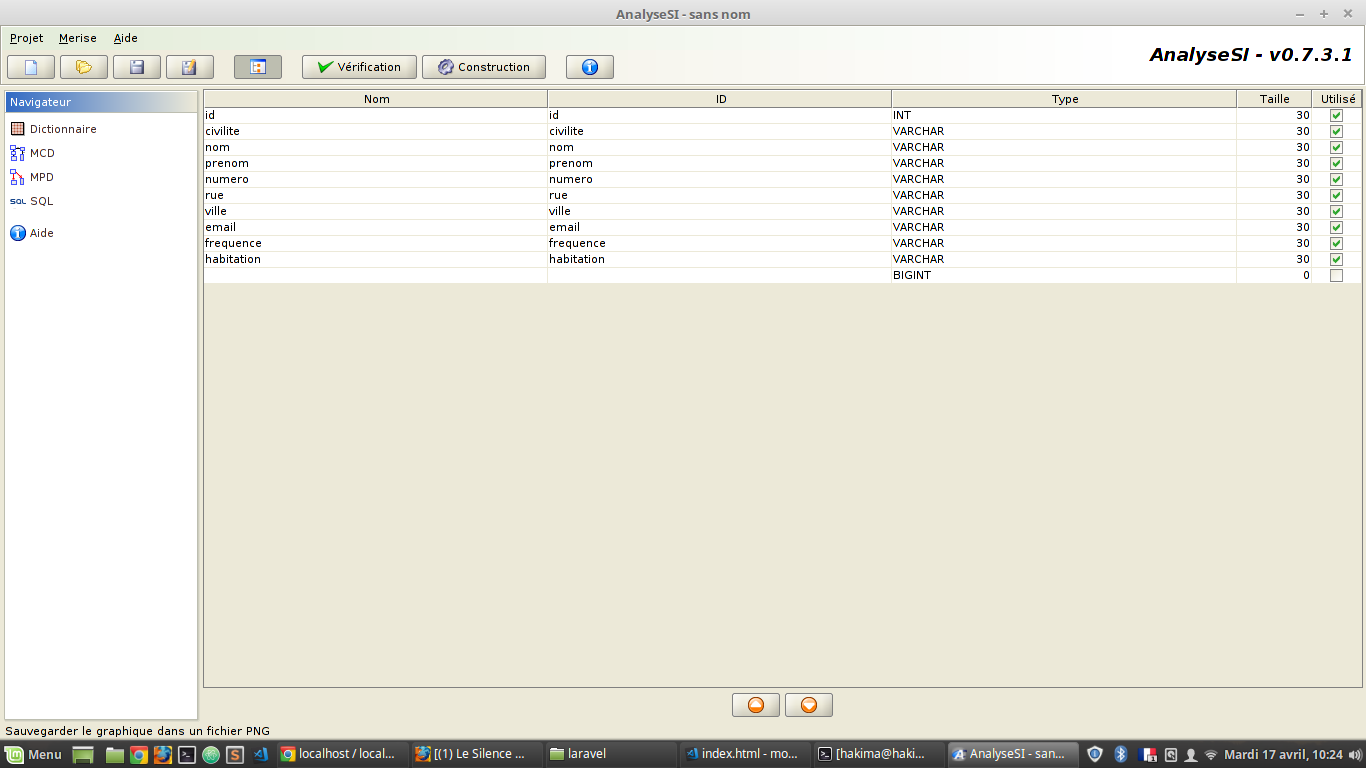 AnalyseSI - sans nom
Projet Merise Aide
AnalyseSI - v0.7.3.1
Vérification Construction
Navigateur
Dictionnaire
MCD
MPD
SQL SQL
Aide
Nom ID Type Taille Utilisé
id id INT 30
civilite civilite VARCHAR 30
nom nom VARCHAR 30
prenom prenom VARCHAR 30
numero numero VARCHAR 30
rue rue VARCHAR 30
ville ville VARCHAR 30
email email VARCHAR 30
frequence frequence VARCHAR 30
habitation habitation VARCHAR 30
BIGINT 0
Sauvegarder le graphique dans un fichier PNG
Menu localhost / local... [(1) Le Silence ... laravel index.html - mo... [hakima@haki... AnalyseSI - sans... 1 Mardi 17 avril, 10:24